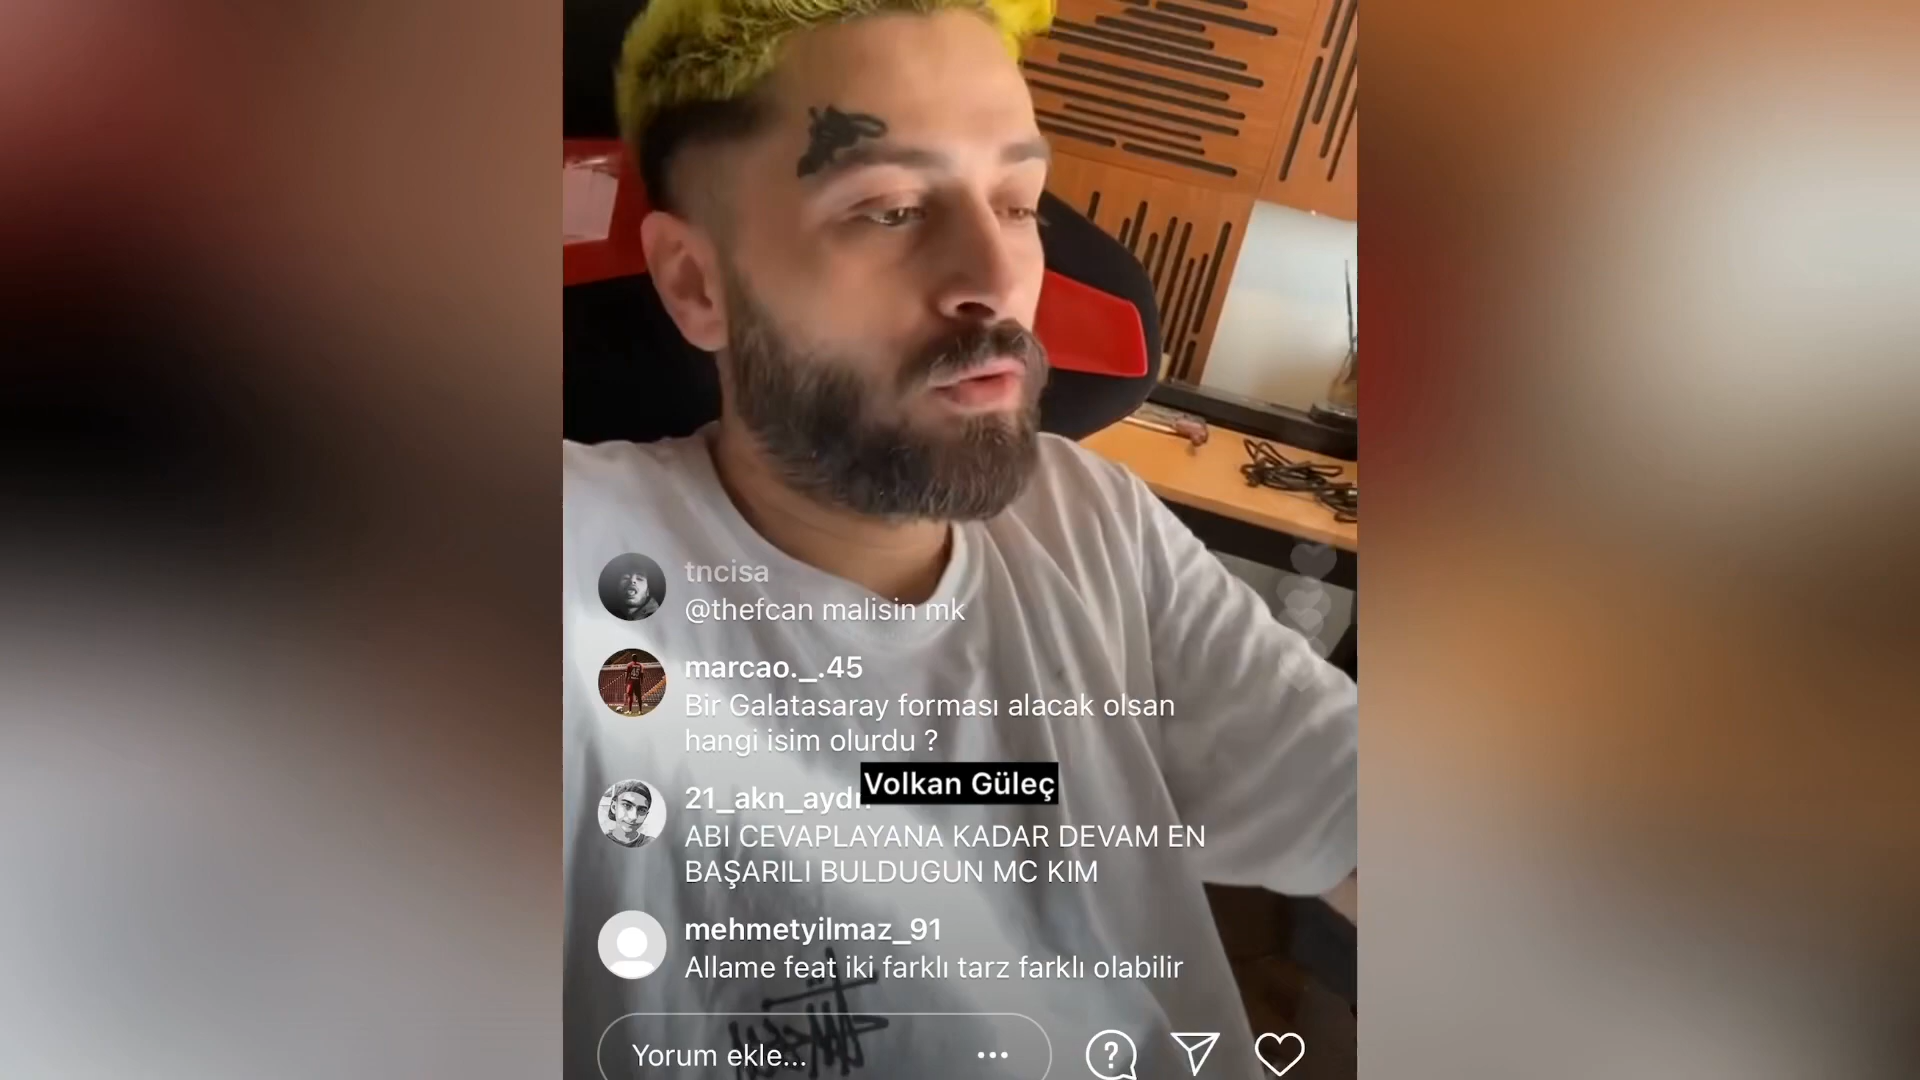 tncisa
@thefcan malisin mk
marcao._.45
Bir Galatasaray forması alacak olsan
hangi isim olurdu ?
Volkan Güleç
21_akn_aydn
ABI CEVAPLAYANA KADAR DEVAM EN
BAŞARILI BULDUGUN MC KIM
mehmetyilmaz_91
Allame feat iki farklı tarz farklı olabilir
Yorum ekle...